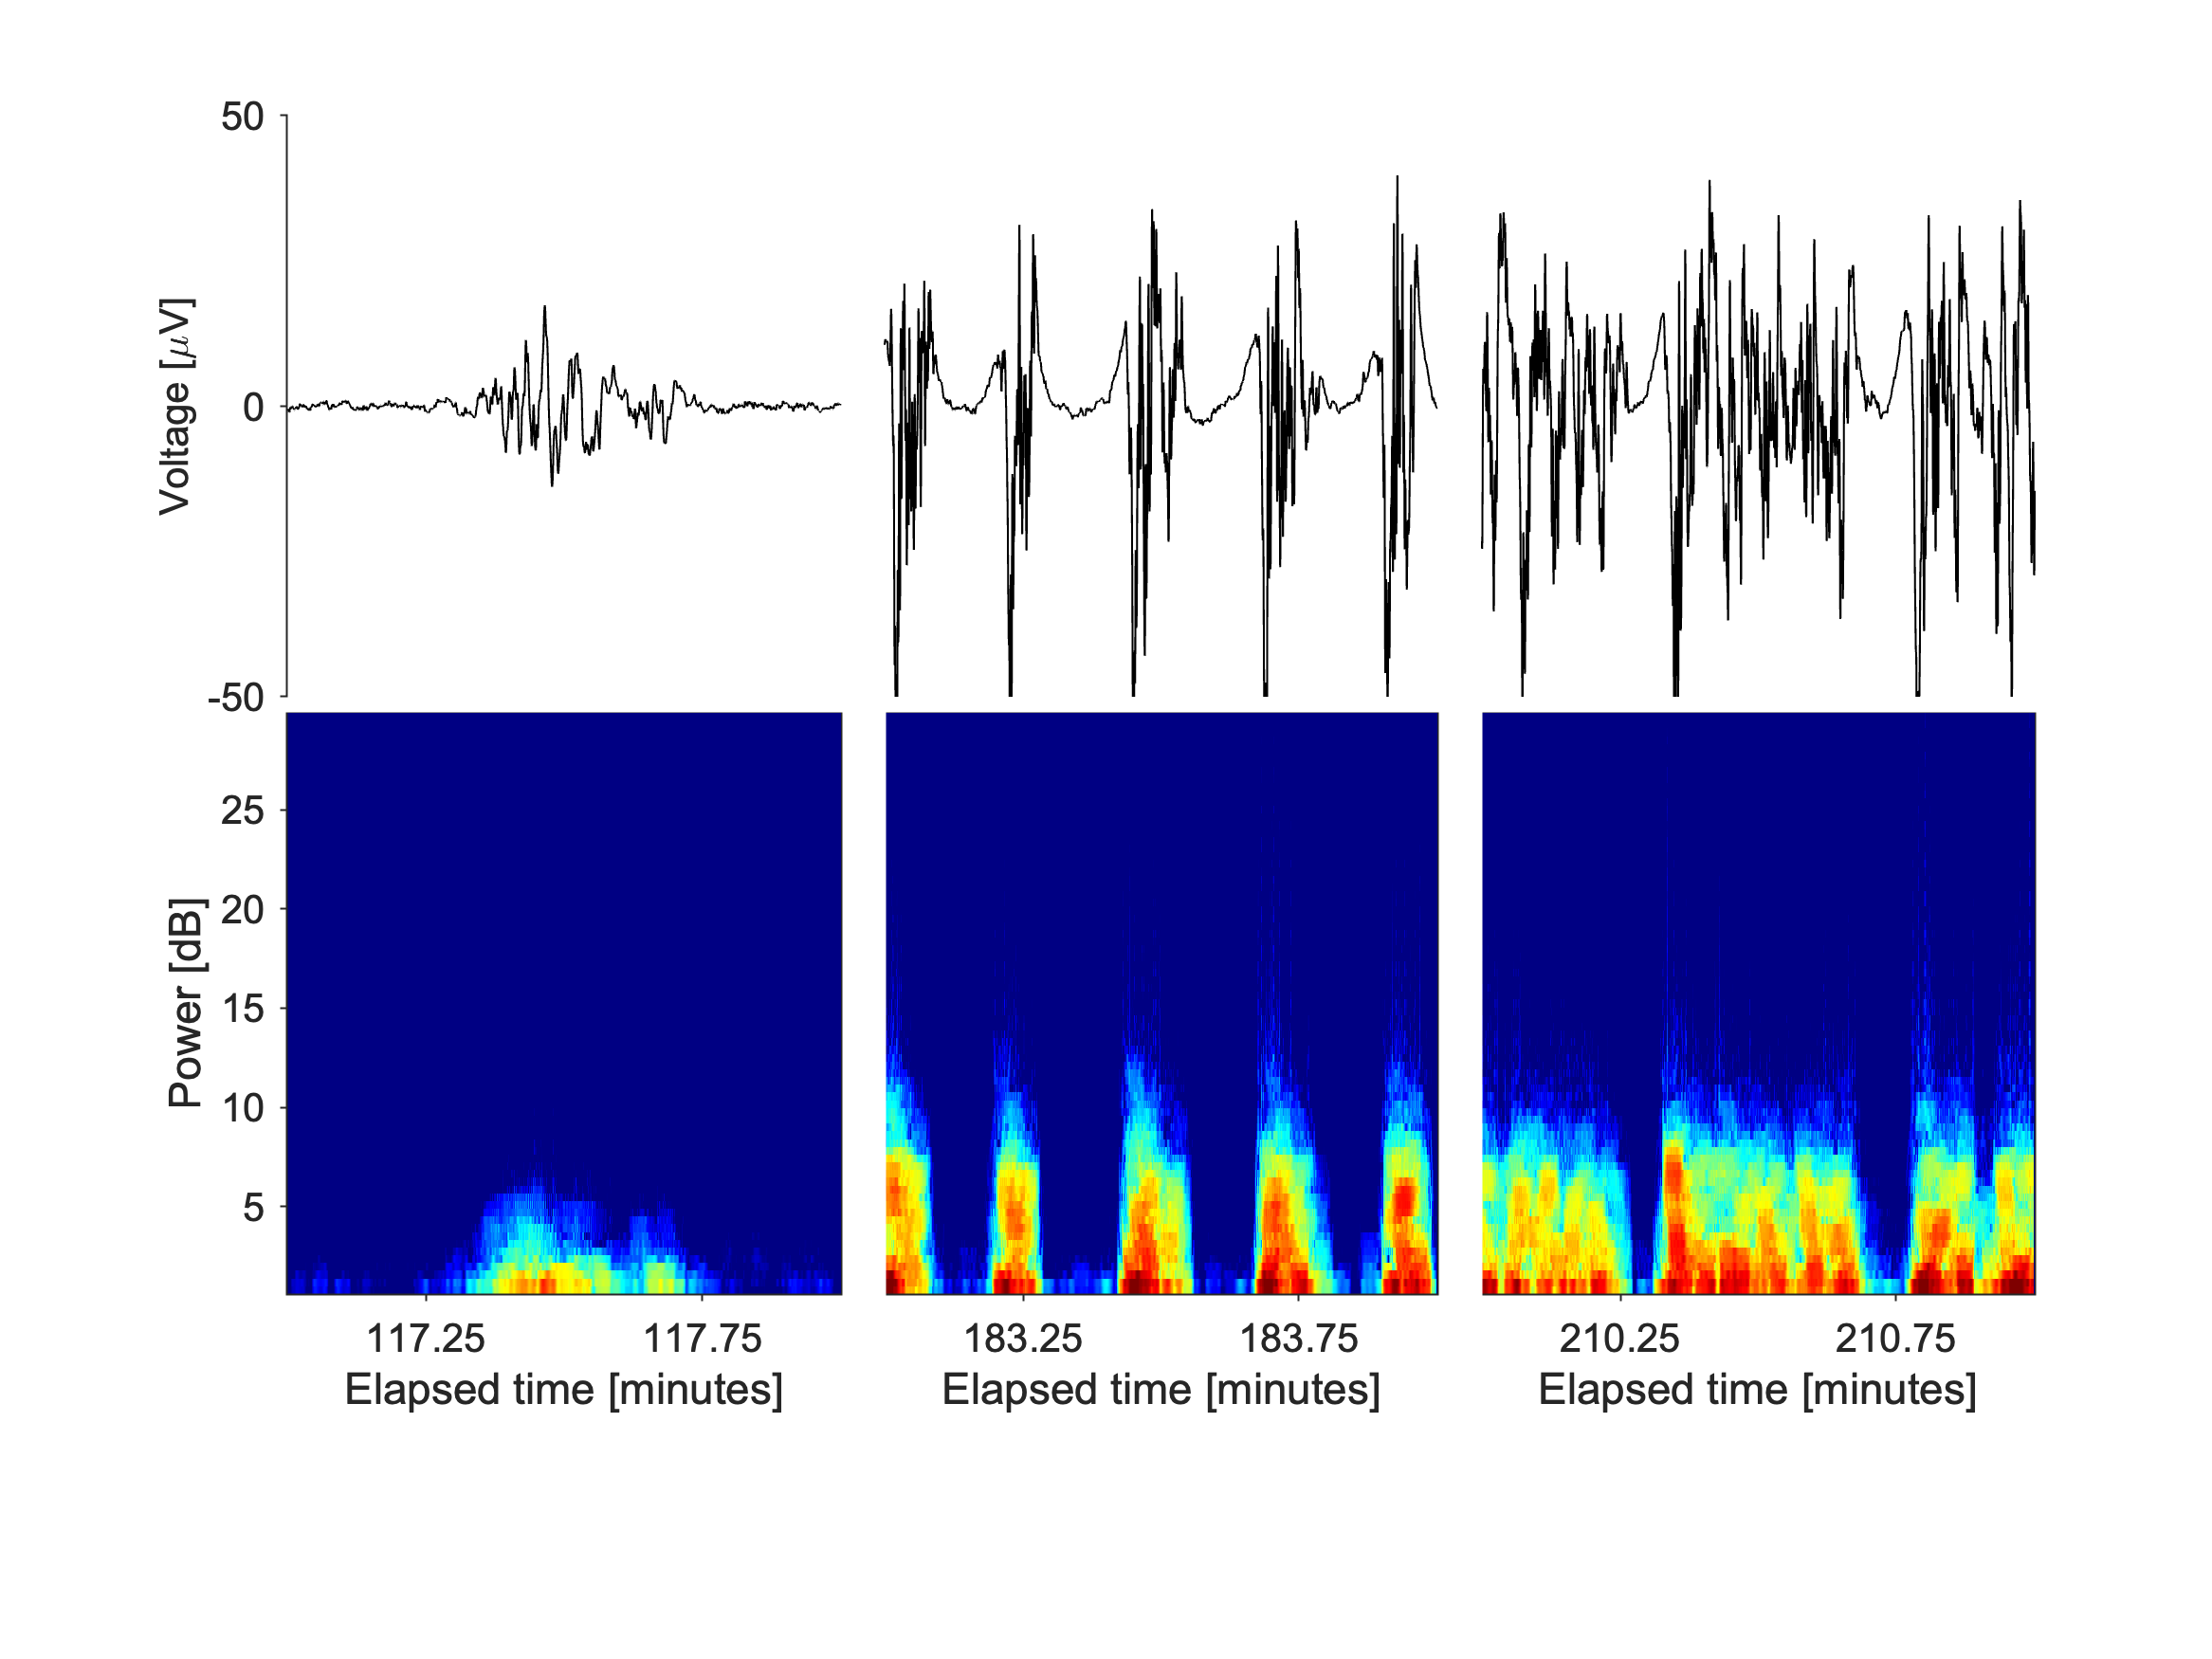 50
0
-50
Voltage [μV]
25
20
15
10
5
Power [dB]
117.25 117.75 183.25 183.75 210.25 210.75
Elapsed time [minutes] Elapsed time [minutes] Elapsed time [minutes]